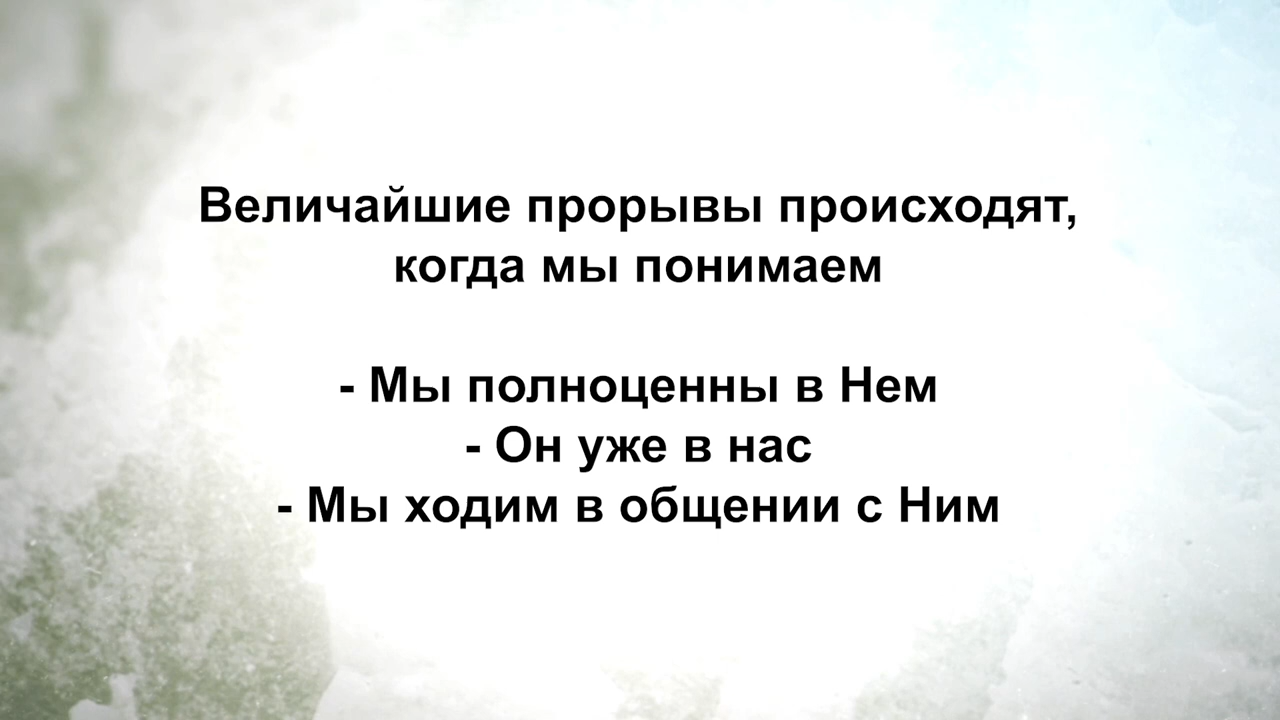 Величайшие прорывы происходят,
когда мы понимаем
- Мы полноценны в Нем
- Он уже в нас
- Мы ходим в общении с Ним